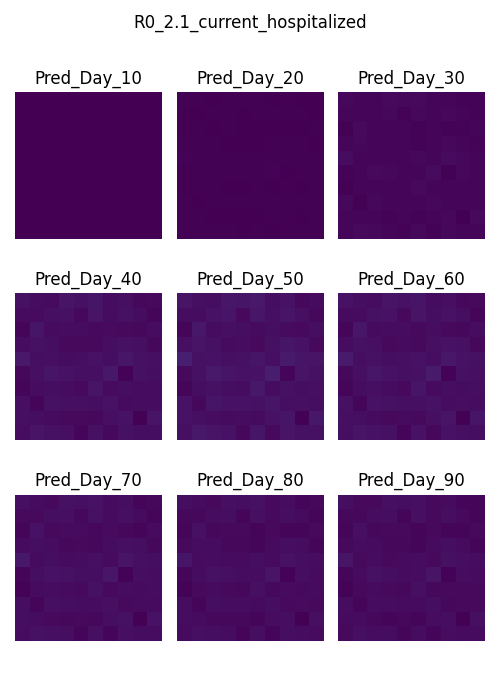 R0_2.1_current_hospitalized
Pred_Day_10 Pred_Day_20 Pred_Day_30
Pred_Day_40 Pred_Day_50 Pred_Day_60
Pred_Day_70 Pred_Day_80 Pred_Day_90